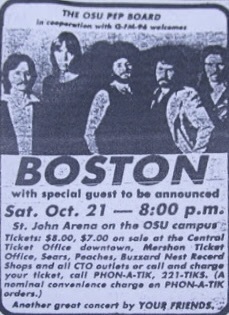 THE OSU PEP BOARD
in cooperation with Q-FM-96 welcomes
BOSTON
with special guest to be announced
Sat. Oct. 21 — 8:00 p.m.
St. John Arena on the OSU campus
Tickets: $8.00, $7.00 on sale at the Central
Ticket Office downtown, Mershon Ticket
Office, Sears, Peaches, Buzzard Nest Record
Shops and all CTO outlets or call and charge
your ticket, call PHON-A-TIK, 221-TIKS. (A
nominal convenience charge on PHON-A-TIK
orders.)
Another great concert by YOUR FRIENDS.